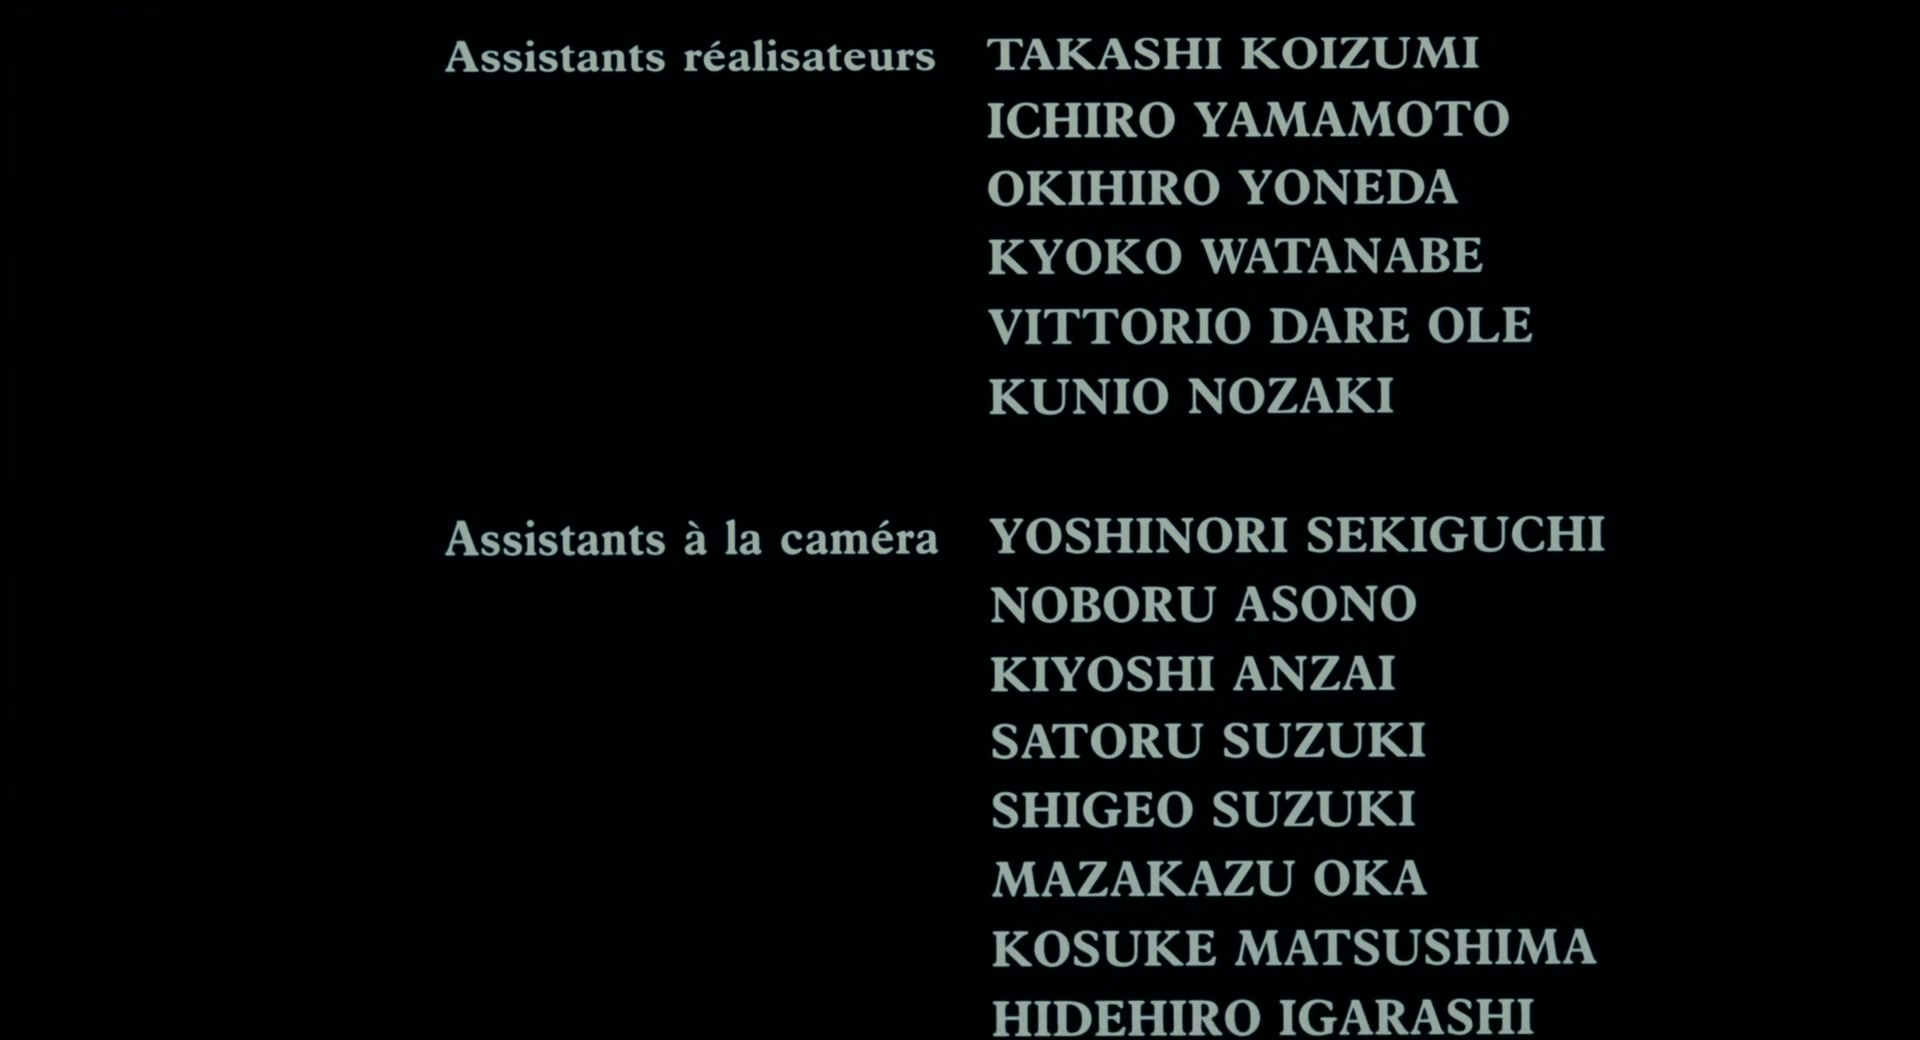 Assistants réalisateurs TAKASHI KOIZUMI
ICHIRO YAMAMOTO
OKIHIRO YONEDA
KYOKO WATANABE
VITTORIO DARE OLE
KUNIO NOZAKI
Assistants à la caméra YOSHINORI SEKIGUCHI
NOBORU ASONO
KIYOSHI ANZAI
SATORU SUZUKI
SHIGEO SUZUKI
MAZAKAZU OKA
KOSUKE MATSUSHIMA
HIDEHIRO IGARASHI